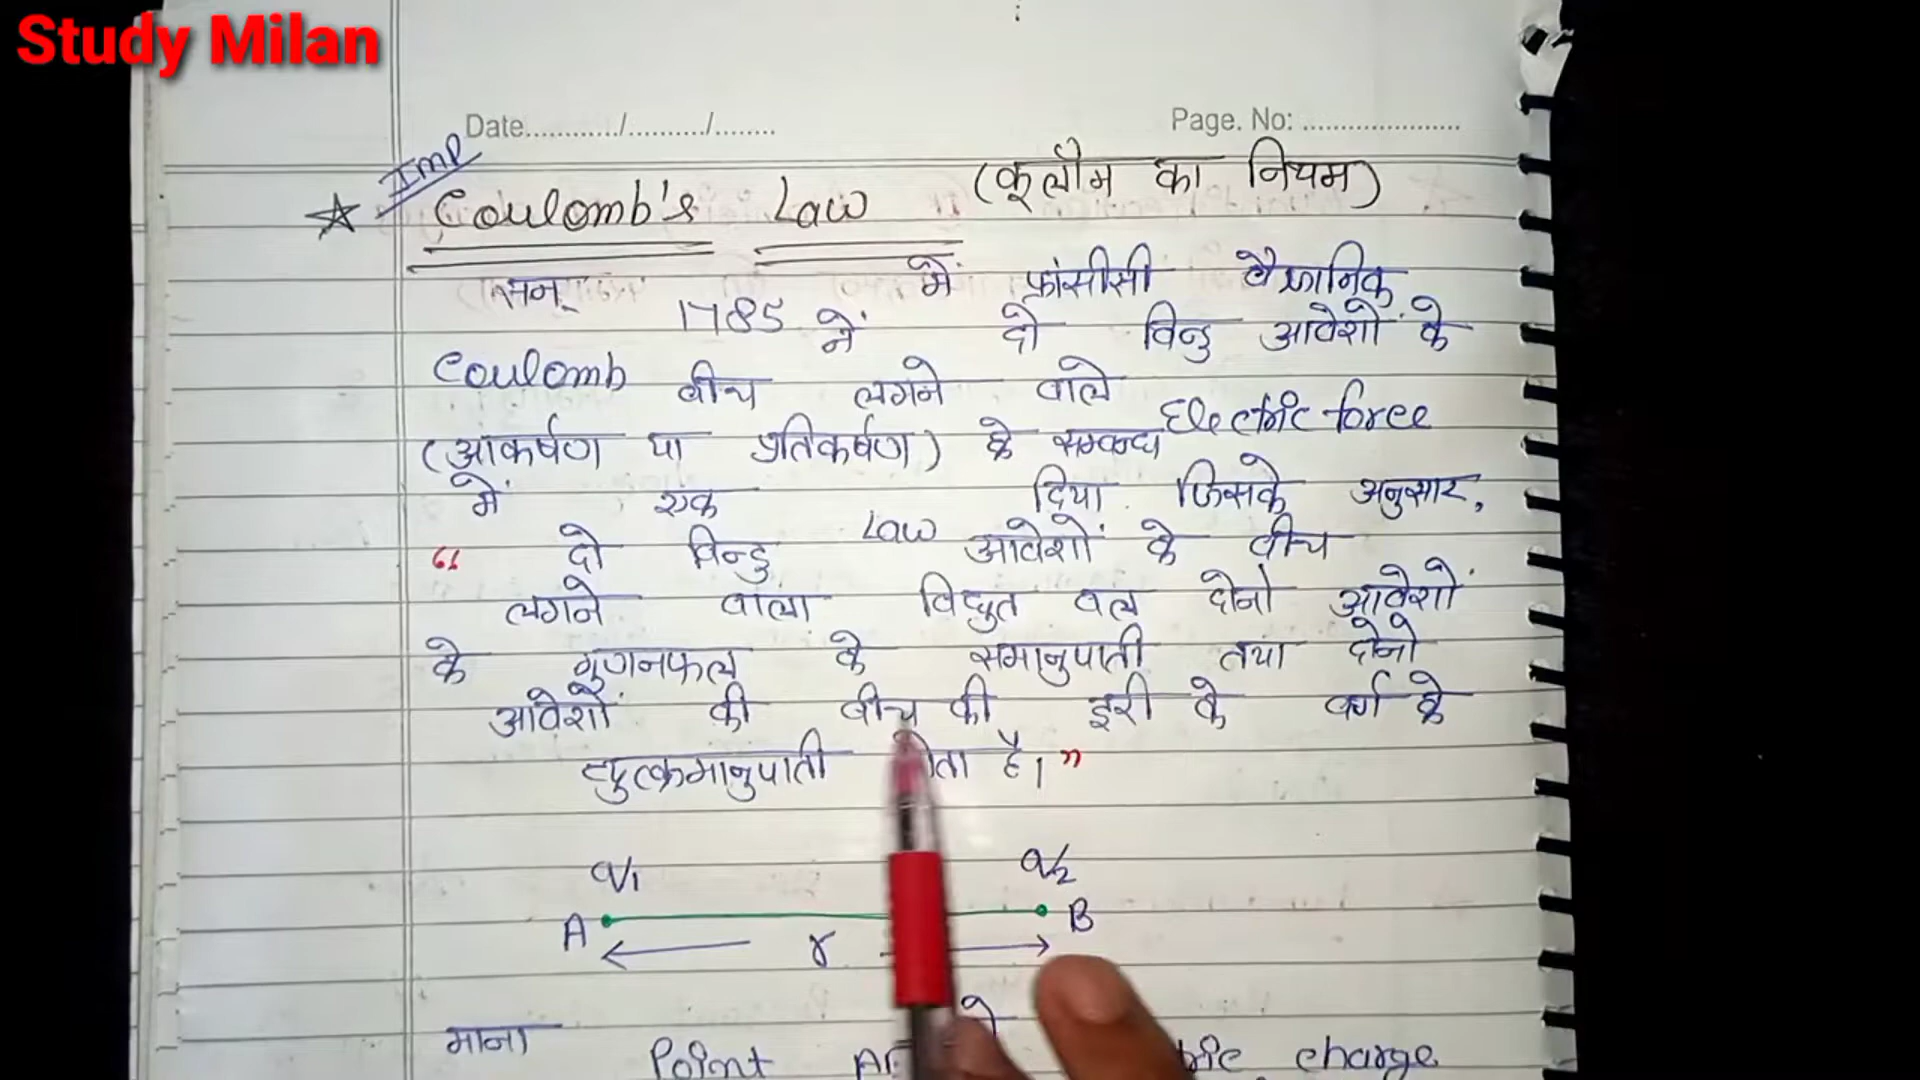 Study Milan
Date............/........../........
Page. No: .....................
Imp
Coulomb's Law (कूलौम का नियम)
सन् 1785 में फ्रांसीसी वैज्ञानिक
Coulomb ने दो विन्दु आवेशों के
बीच लगने वाले Electric force
(आकर्षण या प्रतिकर्षण) के सम्बन्ध
में एक Law दिया जिसके अनुसार,
“ दो विन्दु आवेशों के बीच
लगने वाला विद्युत वल दोनो आवेशों
के गुणनफल के समानुपाती तथा दोनो
आवेशों की बीच की दूरी के वर्ग के
व्युत्क्रमानुपाती होता है। ”
q1 q2
A B
r
माना Point charge